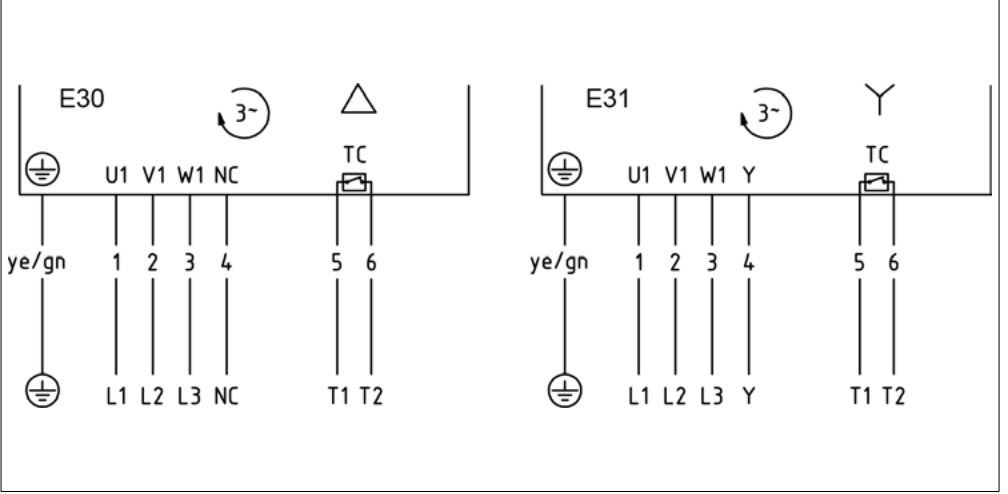 E30 3~
TC
U1 V1 W1 NC
ye/gn 1 2 3 4 5 6
L1 L2 L3 NC T1 T2
E31 3~
TC
U1 V1 W1 Y
ye/gn 1 2 3 4 5 6
L1 L2 L3 Y T1 T2